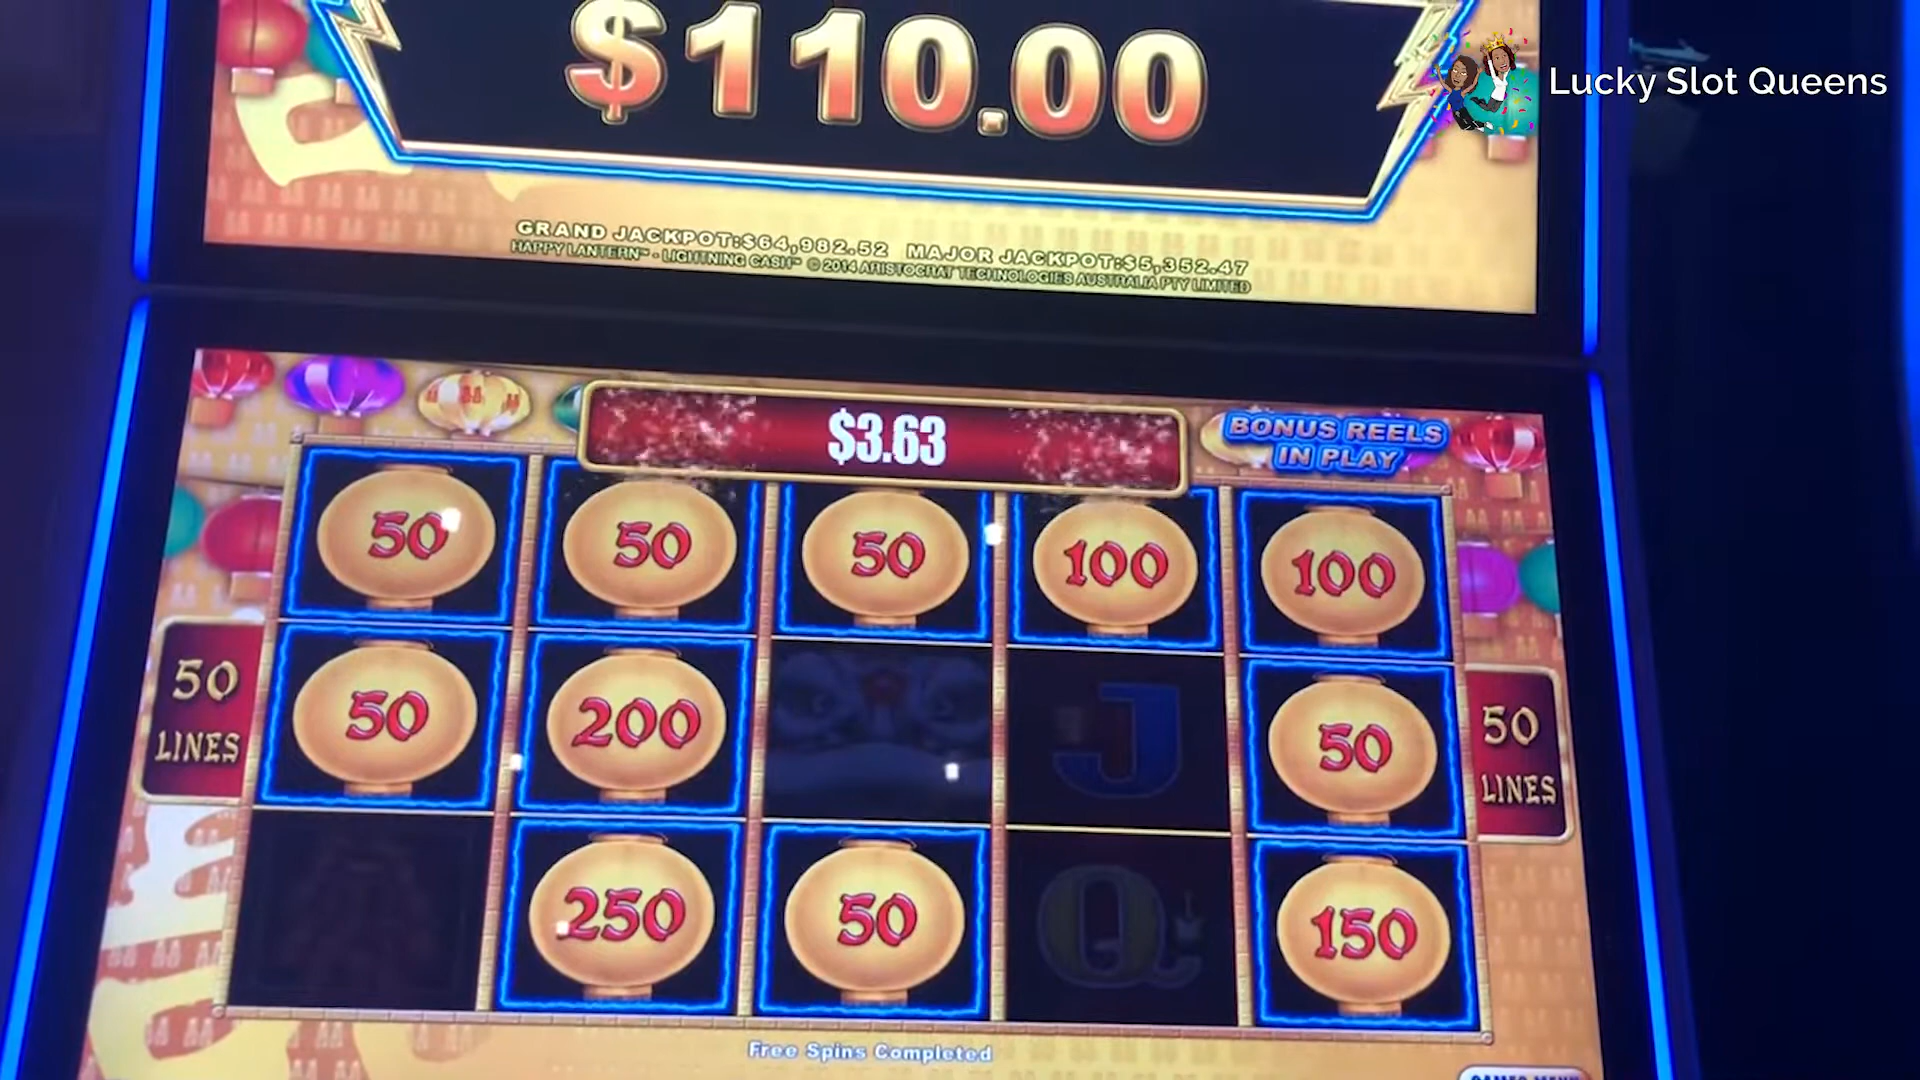 $110.00
Lucky Slot Queens
GRAND JACKPOT:$64,982.52 MAJOR JACKPOT:$5,352.47
HAPPY LANTERN™ - LIGHTNING CASH™ © 2014 ARISTOCRAT TECHNOLOGIES AUSTRALIA PTY LIMITED
$3.63
BONUS REELS
IN PLAY
50 50 50 100 100
50
LINES
50 200 J 50
50
LINES
250 50 Q 150
Free Spins Completed